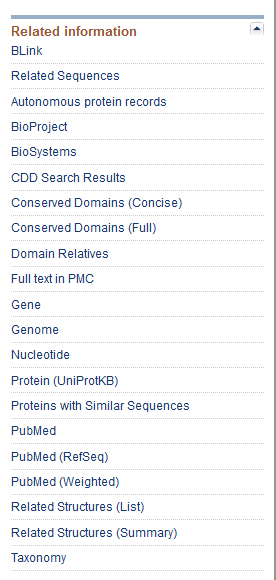 Related information
BLink
Related Sequences
Autonomous protein records
BioProject
BioSystems
CDD Search Results
Conserved Domains (Concise)
Conserved Domains (Full)
Domain Relatives
Full text in PMC
Gene
Genome
Nucleotide
Protein (UniProtKB)
Proteins with Similar Sequences
PubMed
PubMed (RefSeq)
PubMed (Weighted)
Related Structures (List)
Related Structures (Summary)
Taxonomy